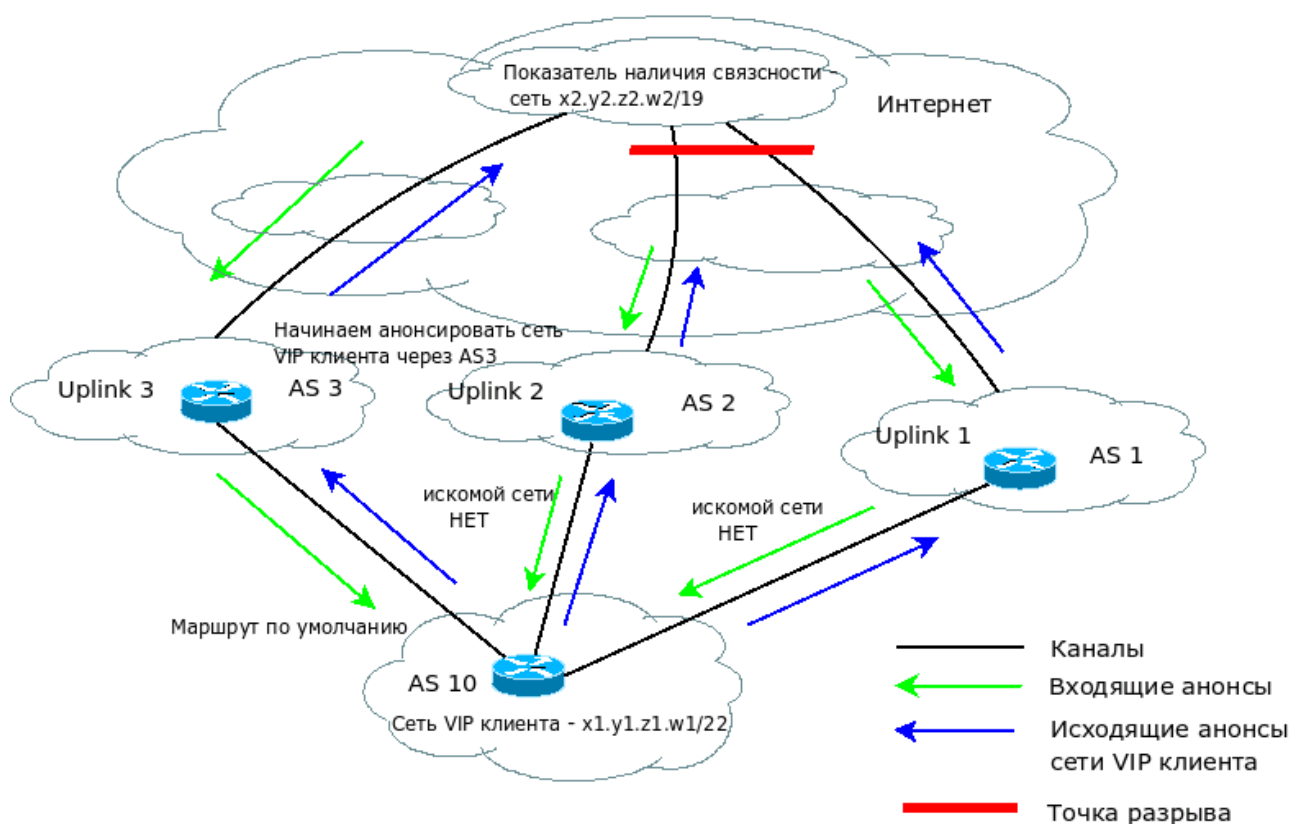 Показатель наличия связсности -
сеть x2.y2.z2.w2/19
Интернет
Начинаем анонсировать сеть
VIP клиента через AS3
Uplink 3
AS 3
Uplink 2
AS 2
Uplink 1
AS 1
искомой сети
НЕТ
искомой сети
НЕТ
Маршрут по умолчанию
AS 10
Сеть VIP клиента - x1.y1.z1.w1/22
Каналы
Входящие анонсы
Исходящие анонсы
сети VIP клиента
Точка разрыва